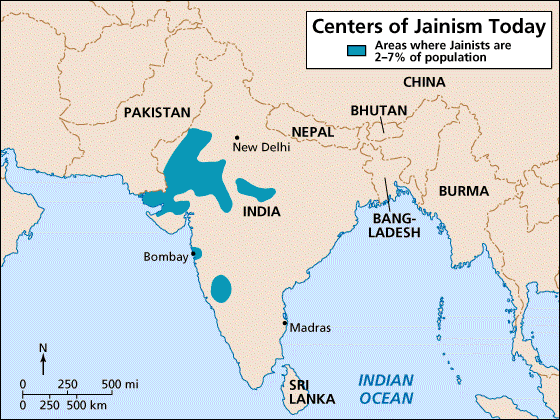 Centers of Jainism Today
Areas where Jainists are
2–7% of population
CHINA
PAKISTAN
BHUTAN
NEPAL
New Delhi
BURMA
INDIA
BANG-
LADESH
Bombay
Madras
N
0 250 500 mi
0 250 500 km
SRI
LANKA
INDIAN
OCEAN